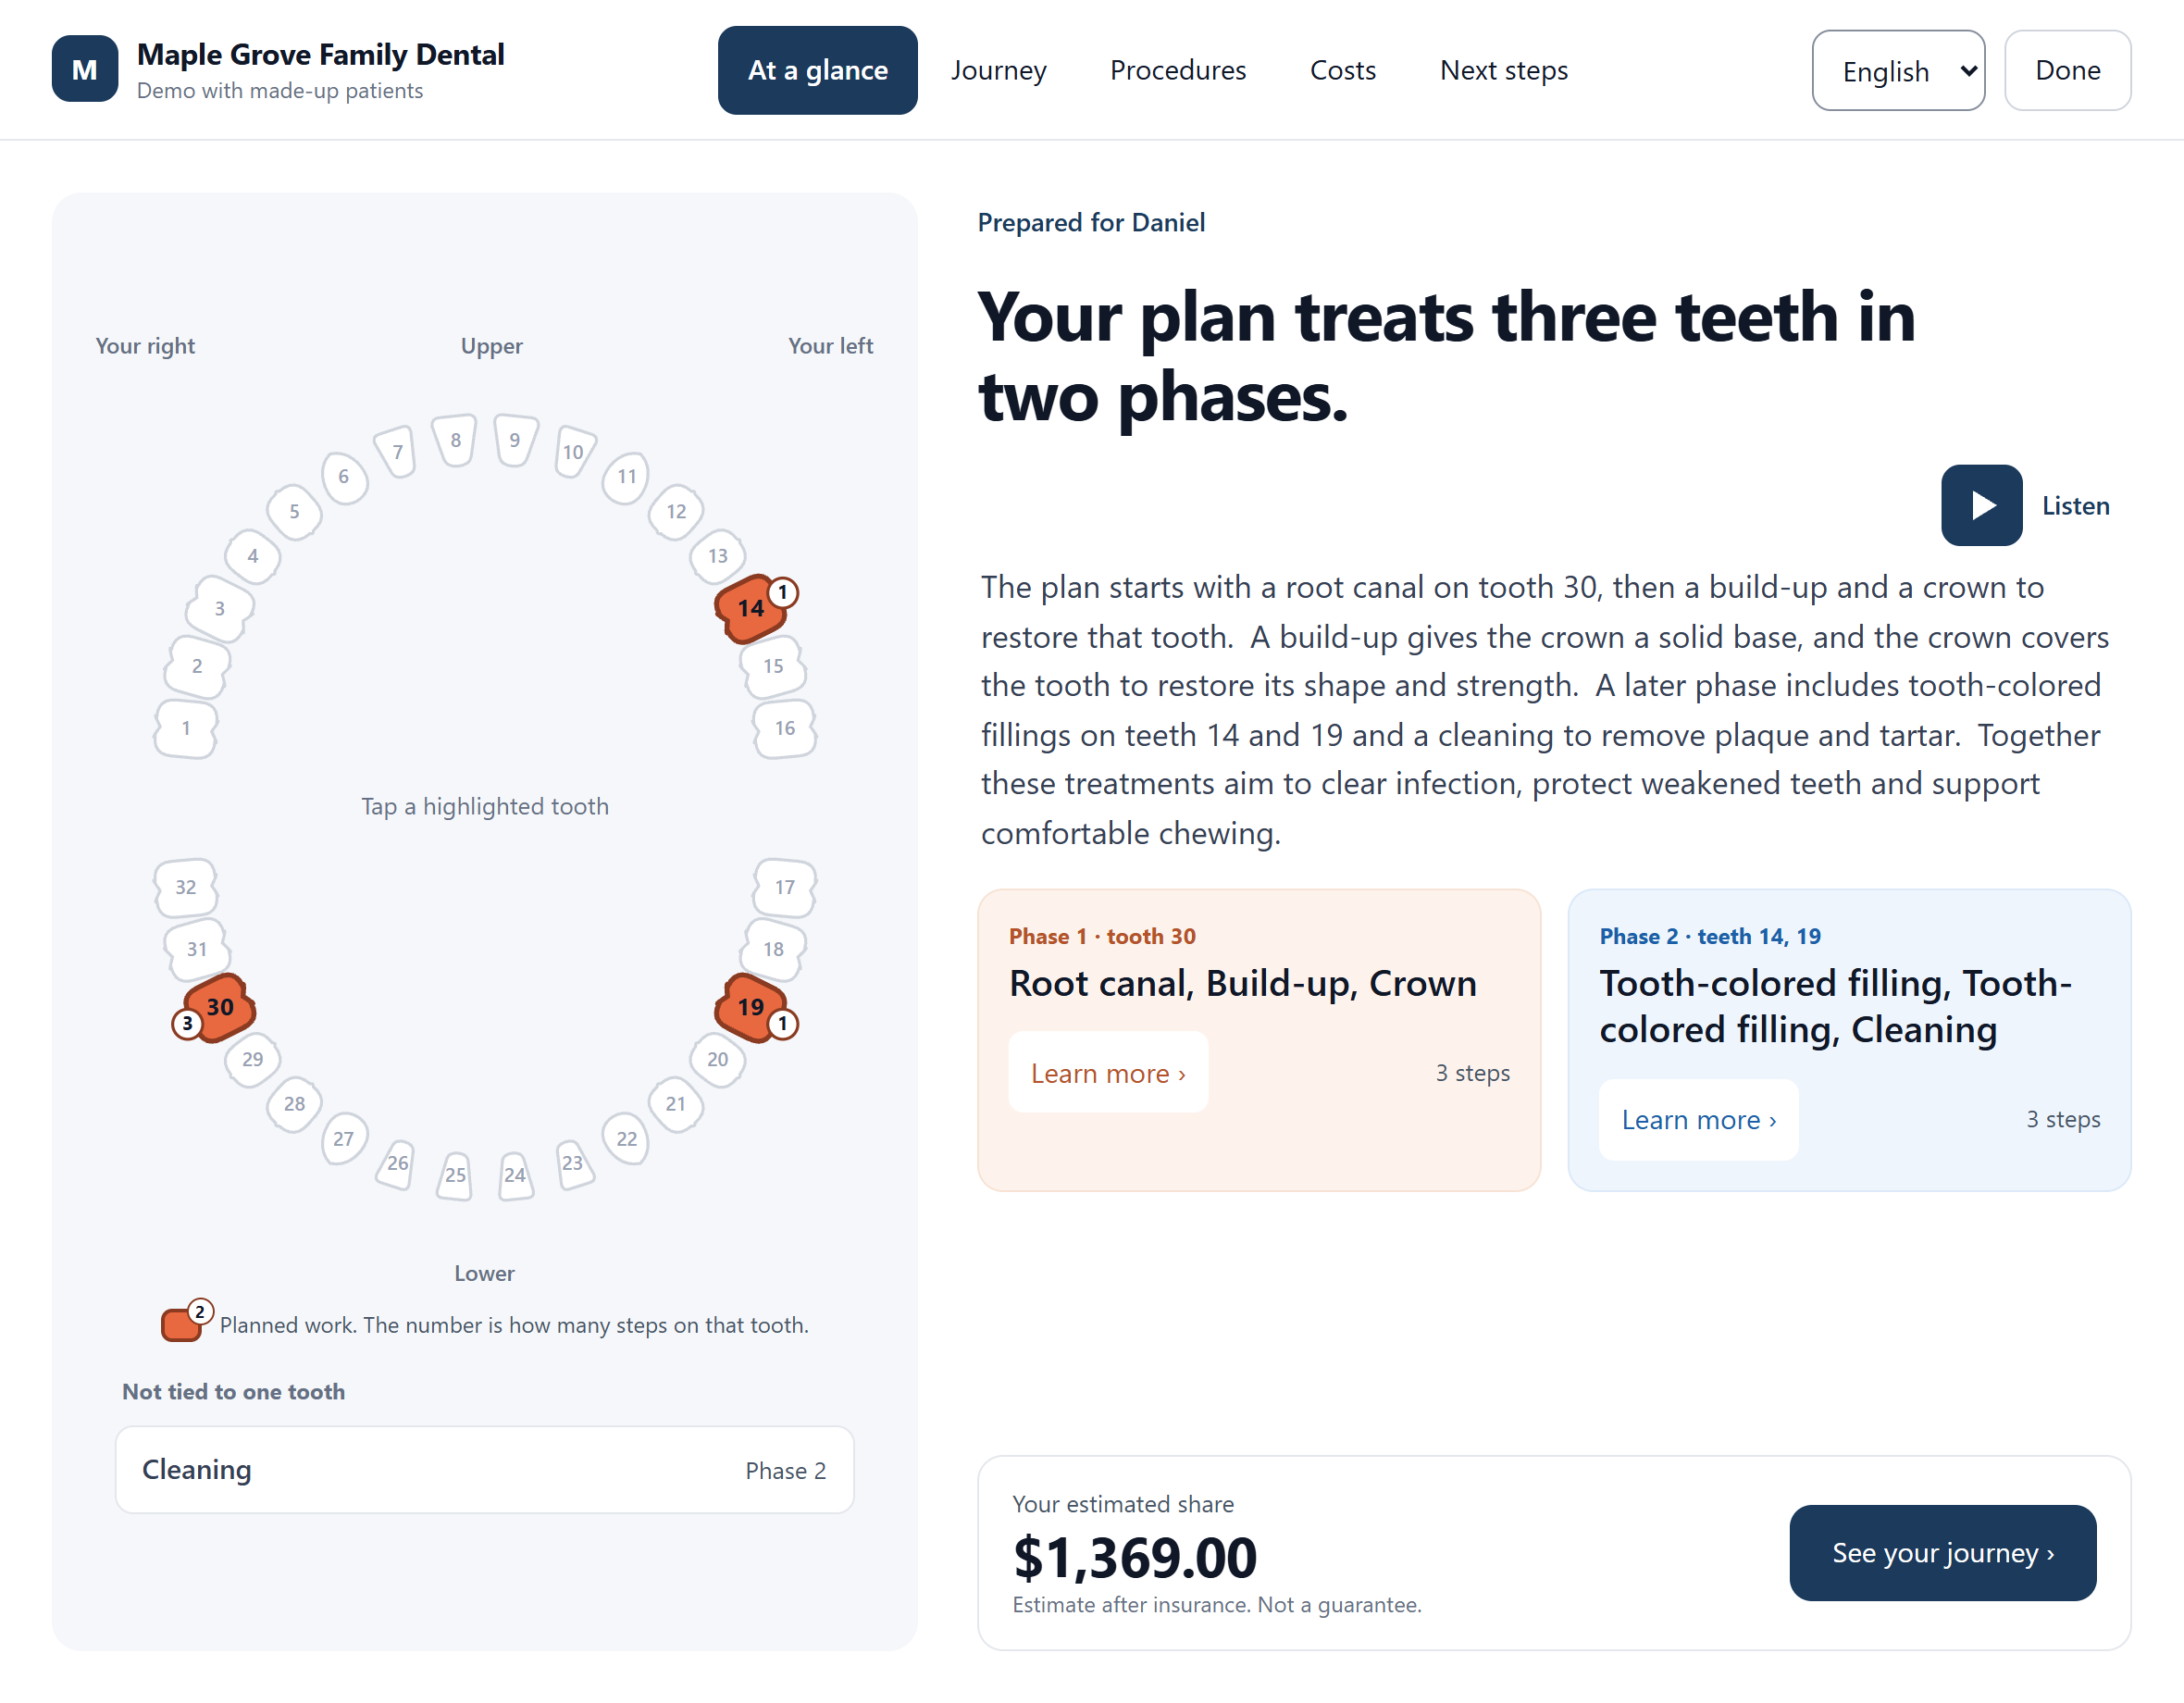 M
Maple Grove Family Dental
Demo with made-up patients
At a glance
Journey
Procedures
Costs
Next steps
English
Done
Your right
Upper
Your left
1
2
3
4
5
6
7
8
9
10
11
12
13
14
1
15
16
Tap a highlighted tooth
32
31
30
3
29
28
27
26
25
24
23
22
21
20
19
1
18
17
Lower
2
Planned work. The number is how many steps on that tooth.
Not tied to one tooth
Cleaning
Phase 2
Prepared for Daniel
Your plan treats three teeth in
two phases.
Listen
The plan starts with a root canal on tooth 30, then a build-up and a crown to
restore that tooth. A build-up gives the crown a solid base, and the crown covers
the tooth to restore its shape and strength. A later phase includes tooth-colored
fillings on teeth 14 and 19 and a cleaning to remove plaque and tartar. Together
these treatments aim to clear infection, protect weakened teeth and support
comfortable chewing.
Phase 1 · tooth 30
Root canal, Build-up, Crown
Learn more ›
3 steps
Phase 2 · teeth 14, 19
Tooth-colored filling, Tooth-
colored filling, Cleaning
Learn more ›
3 steps
Your estimated share
$1,369.00
Estimate after insurance. Not a guarantee.
See your journey ›